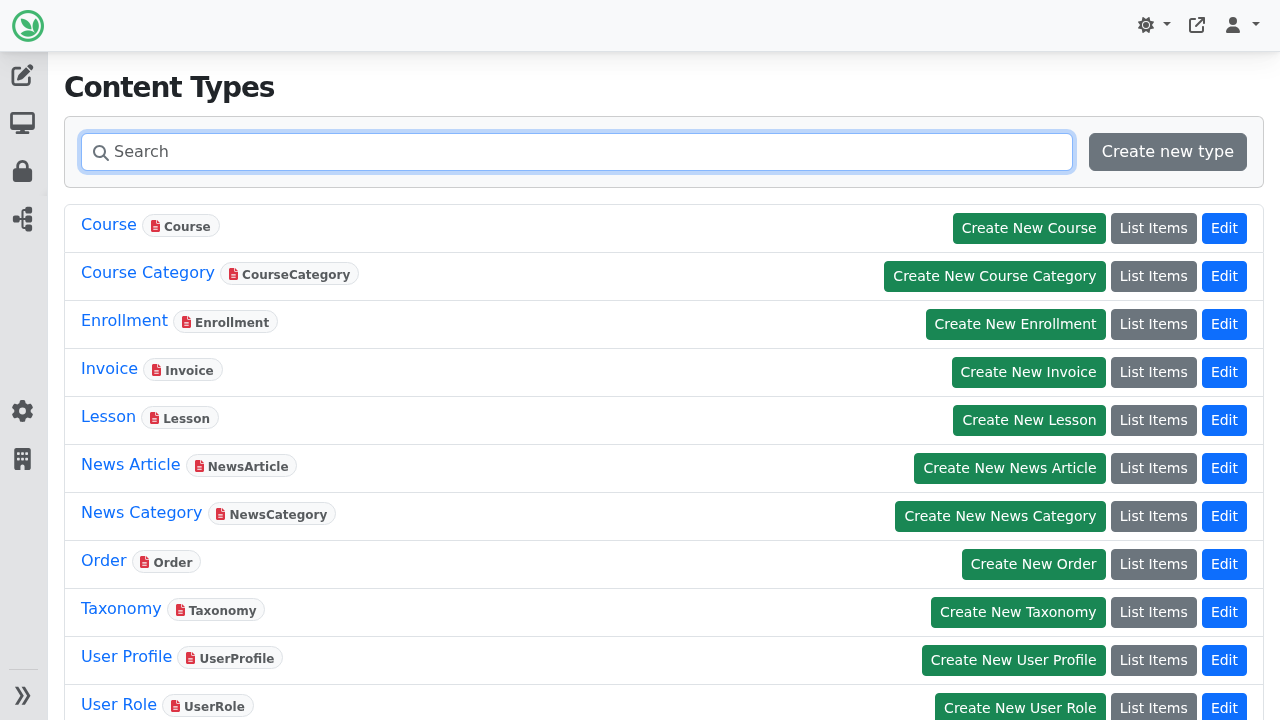 Content Types
Search
Create new type
Course Course Create New Course List Items Edit
Course Category CourseCategory Create New Course Category List Items Edit
Enrollment Enrollment Create New Enrollment List Items Edit
Invoice Invoice Create New Invoice List Items Edit
Lesson Lesson Create New Lesson List Items Edit
News Article NewsArticle Create New News Article List Items Edit
News Category NewsCategory Create New News Category List Items Edit
Order Order Create New Order List Items Edit
Taxonomy Taxonomy Create New Taxonomy List Items Edit
User Profile UserProfile Create New User Profile List Items Edit
User Role UserRole Create New User Role List Items Edit